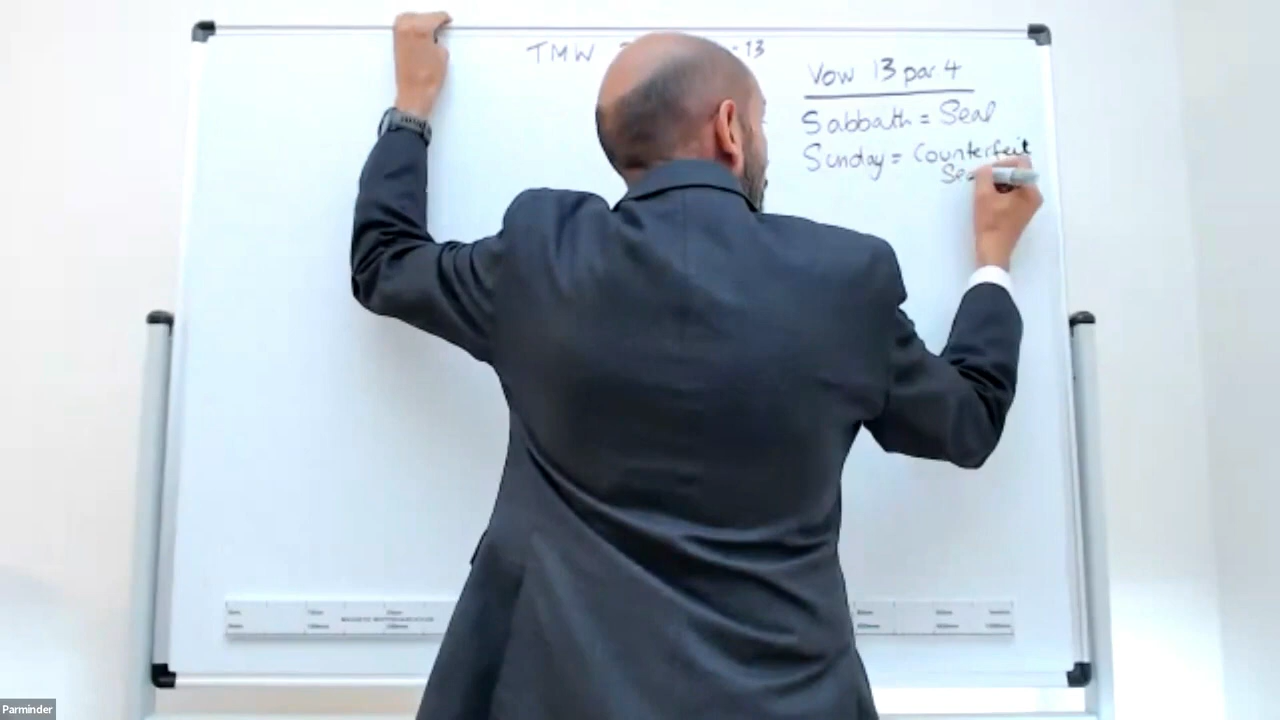 TMW 13
Vow 13 par. 4
Sabbath = Seal
Sunday = Counterfeit
Parminder